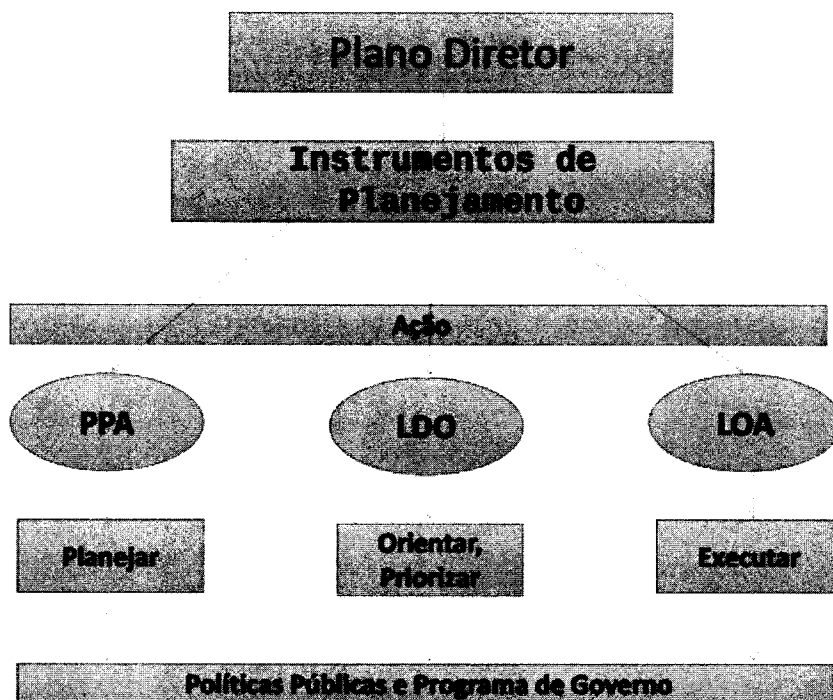 Plano Diretor
Instrumentos de
Planejamento
Ação
PPA
LDO
LOA
Planejar
Orientar,
Priorizar
Executar
Políticas Públicas e Programa de Governo